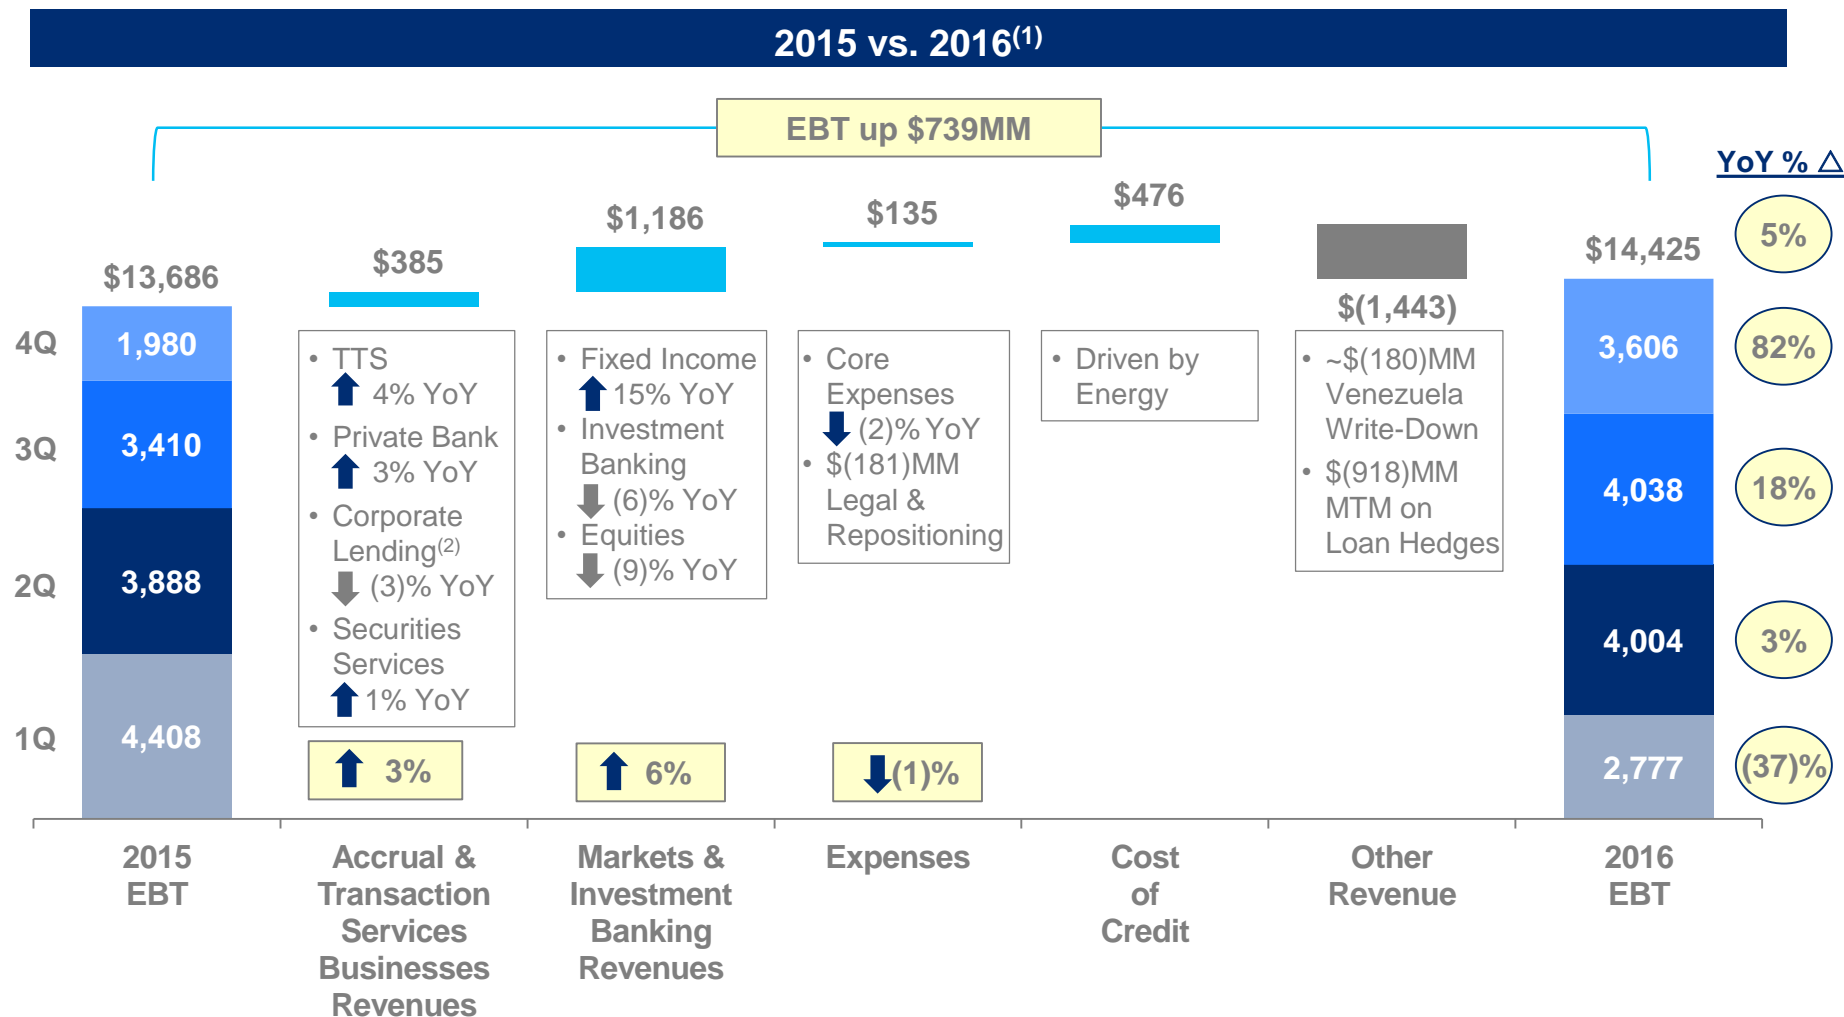 2015 vs. 2016(1)
EBT up $739MM
YoY % △
$13,686
$385
$1,186
$135
$476
$(1,443)
$14,425
5%
4Q
1,980
3Q
3,410
2Q
3,888
1Q
4,408
• TTS
4% YoY
• Private Bank
3% YoY
• Corporate
Lending(2)
(3)% YoY
• Securities
Services
1% YoY
3%
• Fixed Income
15% YoY
• Investment
Banking
(6)% YoY
• Equities
(9)% YoY
6%
• Core
Expenses
(2)% YoY
• $(181)MM
Legal &
Repositioning
(1)%
• Driven by
Energy
• ~$(180)MM
Venezuela
Write-Down
• $(918)MM
MTM on
Loan Hedges
3,606
82%
4,038
18%
4,004
3%
2,777
(37)%
2015
EBT
Accrual &
Transaction
Services
Businesses
Revenues
Markets &
Investment
Banking
Revenues
Expenses
Cost
of
Credit
Other
Revenue
2016
EBT